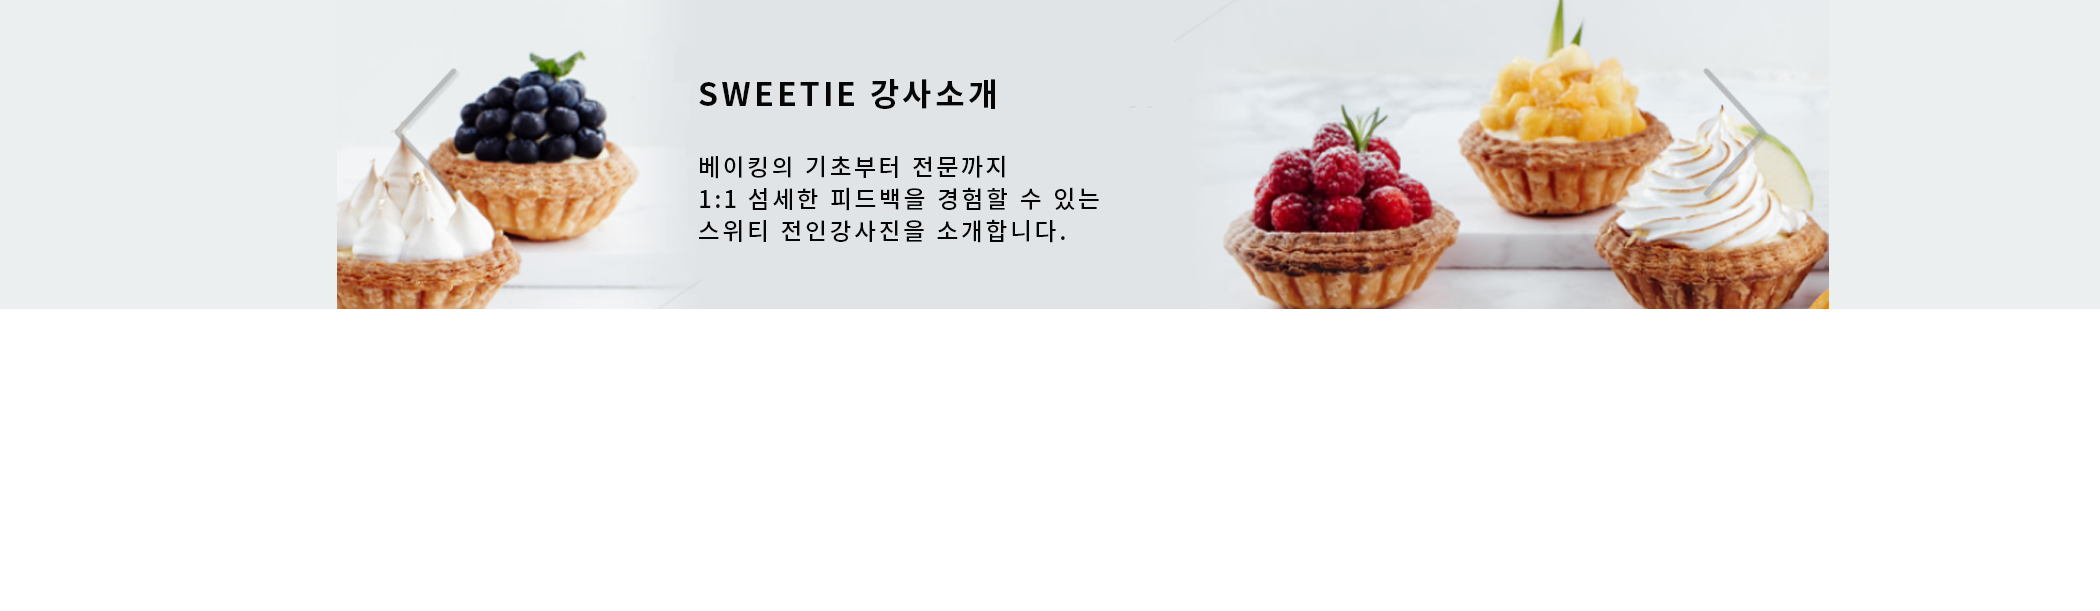 SWEETIE 강사소개
베이킹의 기초부터 전문까지
1:1 섬세한 피드백을 경험할 수 있는
스위티 전인강사진을 소개합니다.